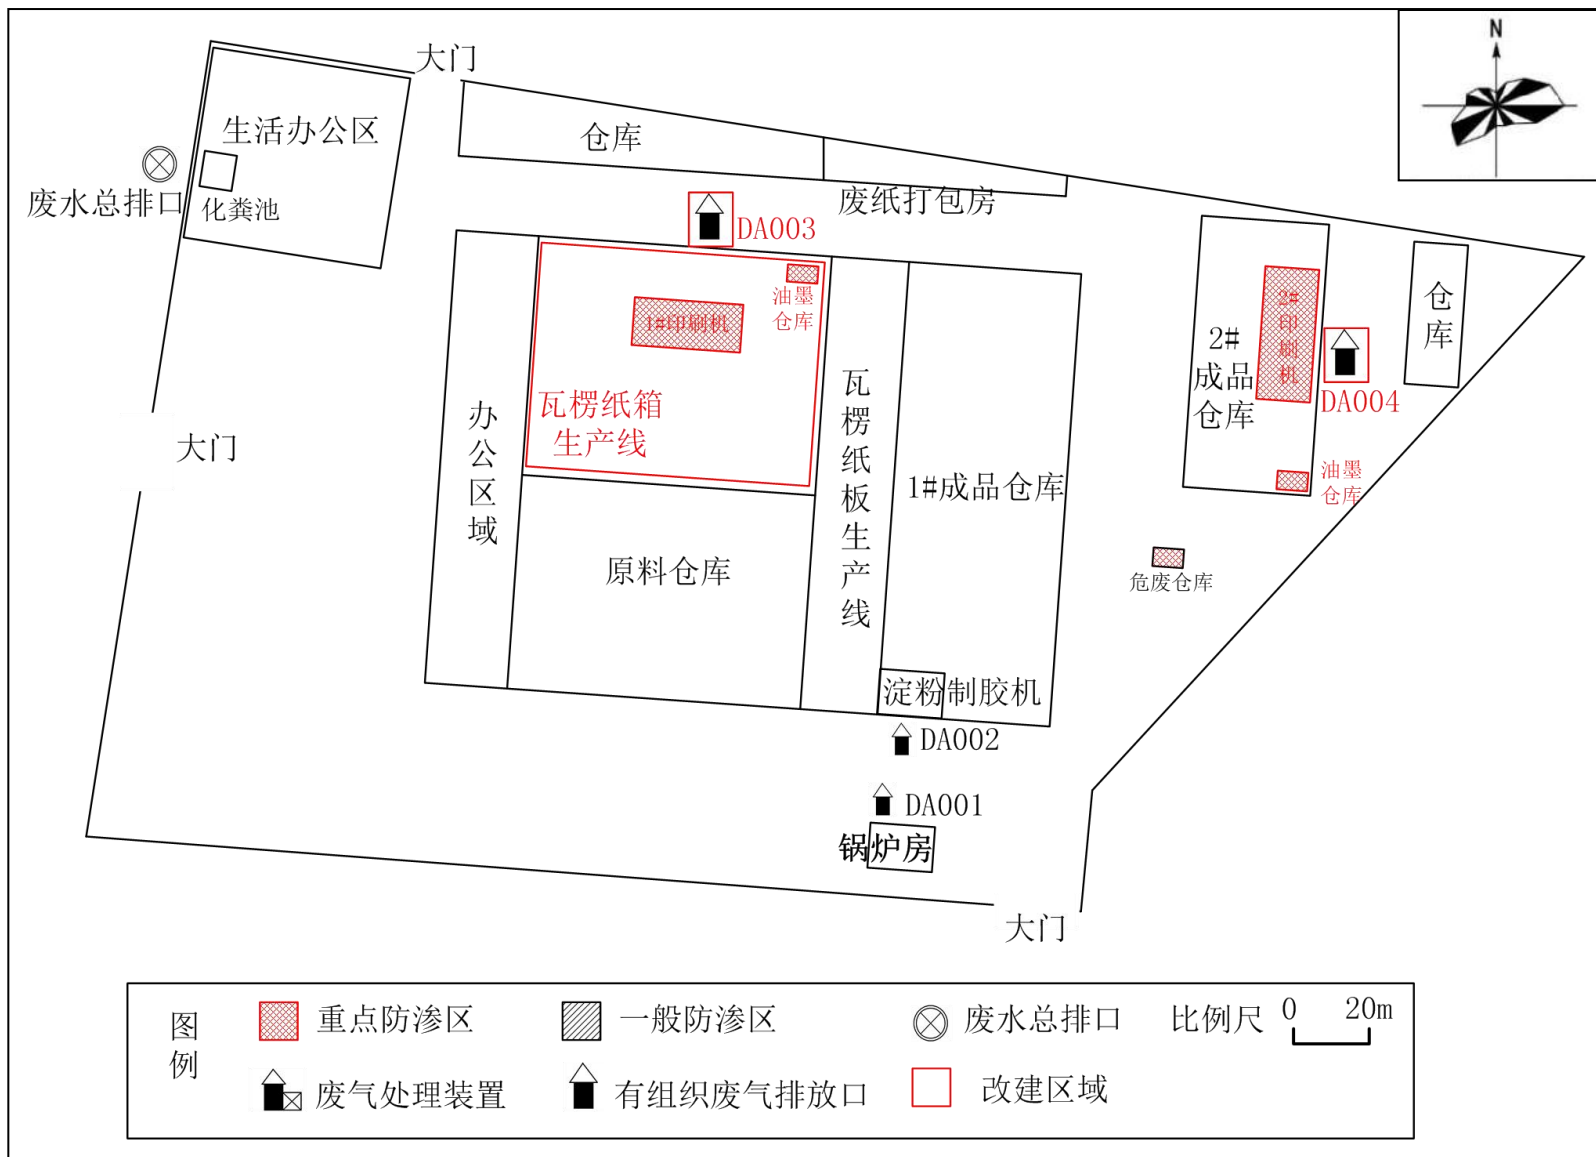 N
大门
生活办公区
废水总排口
化粪池
仓库
废纸打包房
DA003
油墨
仓库
1#印刷机
瓦楞纸箱
生产线
办公区域
瓦楞纸板生产线
1#成品仓库
原料仓库
淀粉制胶机
2#
成品
仓库
2#印刷机
DA004
仓库
油墨
仓库
危废仓库
大门
DA002
DA001
锅炉房
大门
图例
重点防渗区
一般防渗区
废水总排口
比例尺 0 20m
废气处理装置
有组织废气排放口
改建区域